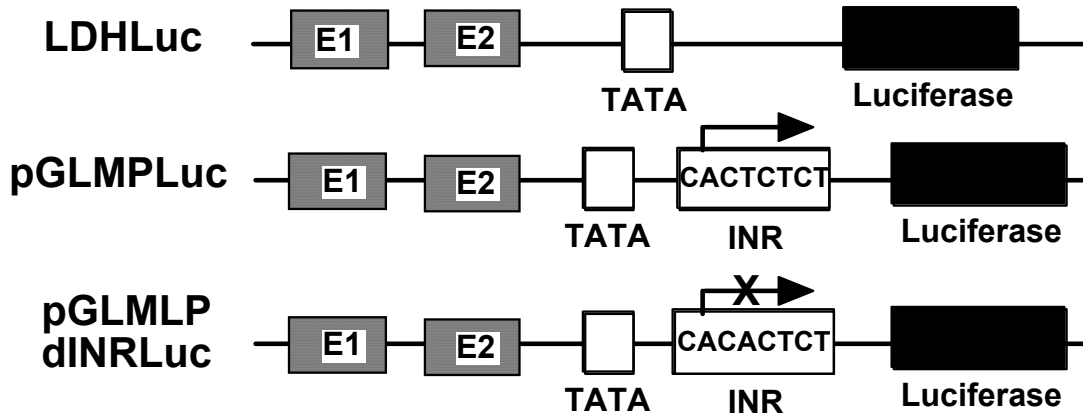 LDHLuc
E1
E2
TATA
Luciferase
pGLMPLuc
E1
E2
CACTCTCT
TATA
INR
Luciferase
pGLMLP
dINRLuc
X
E1
E2
CACACTCT
TATA
INR
Luciferase